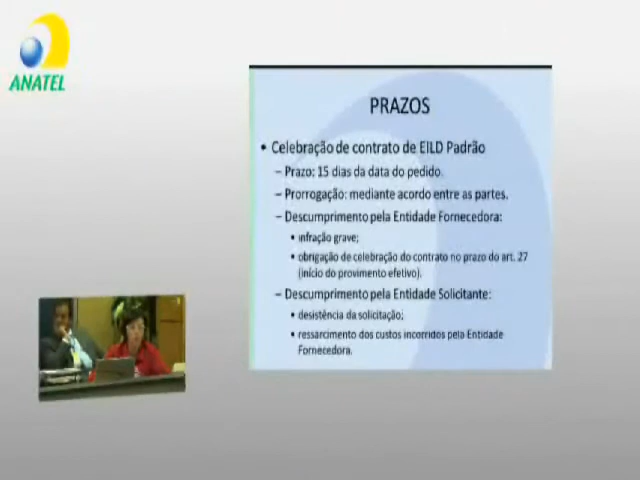 ANATEL
PRAZOS
• Celebração de contrato de EILD Padrão
– Prazo: 15 dias da data do pedido.
– Prorrogação: mediante acordo entre as partes.
– Descumprimento pela Entidade Fornecedora:
• infração grave;
• obrigação de celebração do contrato no prazo do art. 27
(início do provimento efetivo).
– Descumprimento pela Entidade Solicitante:
• desistência da solicitação;
• ressarcimento dos custos incorridos pela Entidade
Fornecedora.